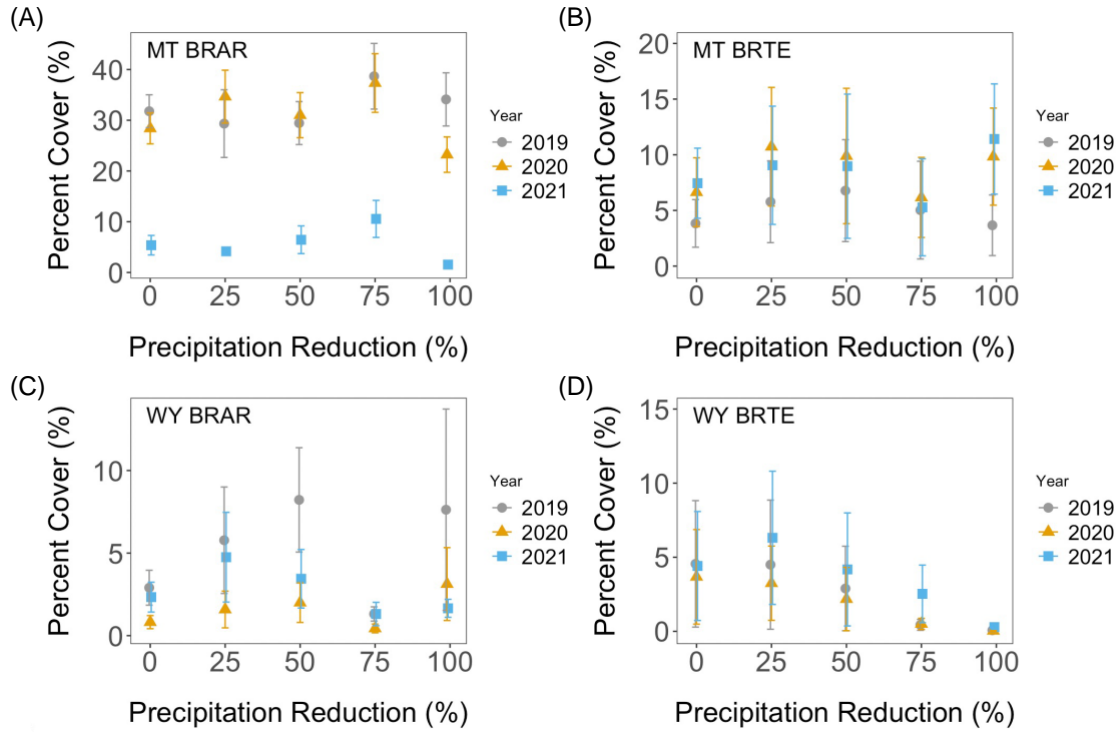 (A)
MT BRAR
Percent Cover (%)
40
30
20
10
0
0 25 50 75 100
Precipitation Reduction (%)
Year
2019
2020
2021
(B)
MT BRTE
Percent Cover (%)
20
15
10
5
0
0 25 50 75 100
Precipitation Reduction (%)
Year
2019
2020
2021
(C)
WY BRAR
Percent Cover (%)
10
5
0
0 25 50 75 100
Precipitation Reduction (%)
Year
2019
2020
2021
(D)
WY BRTE
Percent Cover (%)
15
10
5
0
0 25 50 75 100
Precipitation Reduction (%)
Year
2019
2020
2021